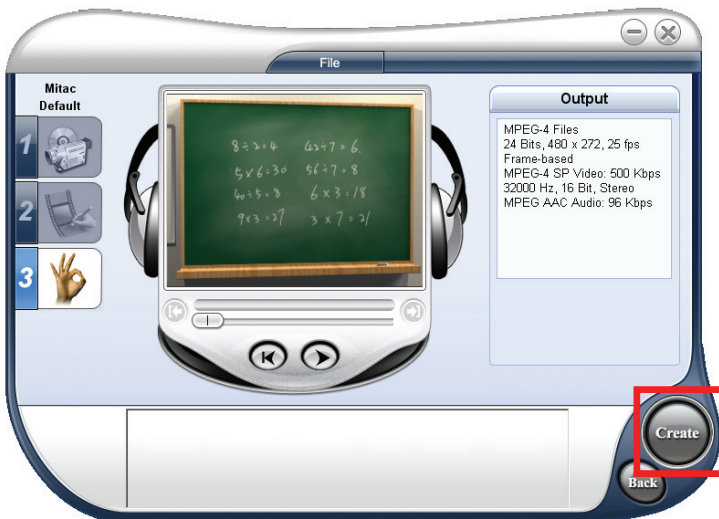 File
Mitac
Default
1
2
3
8÷2=4 42÷7=6.
5×6=30 56÷7=8
40÷5=8 6×3=18
9×3=27 3×7=21
Output
MPEG-4 Files
24 Bits, 480 x 272, 25 fps
Frame-based
MPEG-4 SP Video: 500 Kbps
32000 Hz, 16 Bit, Stereo
MPEG AAC Audio: 96 Kbps
Create
Back